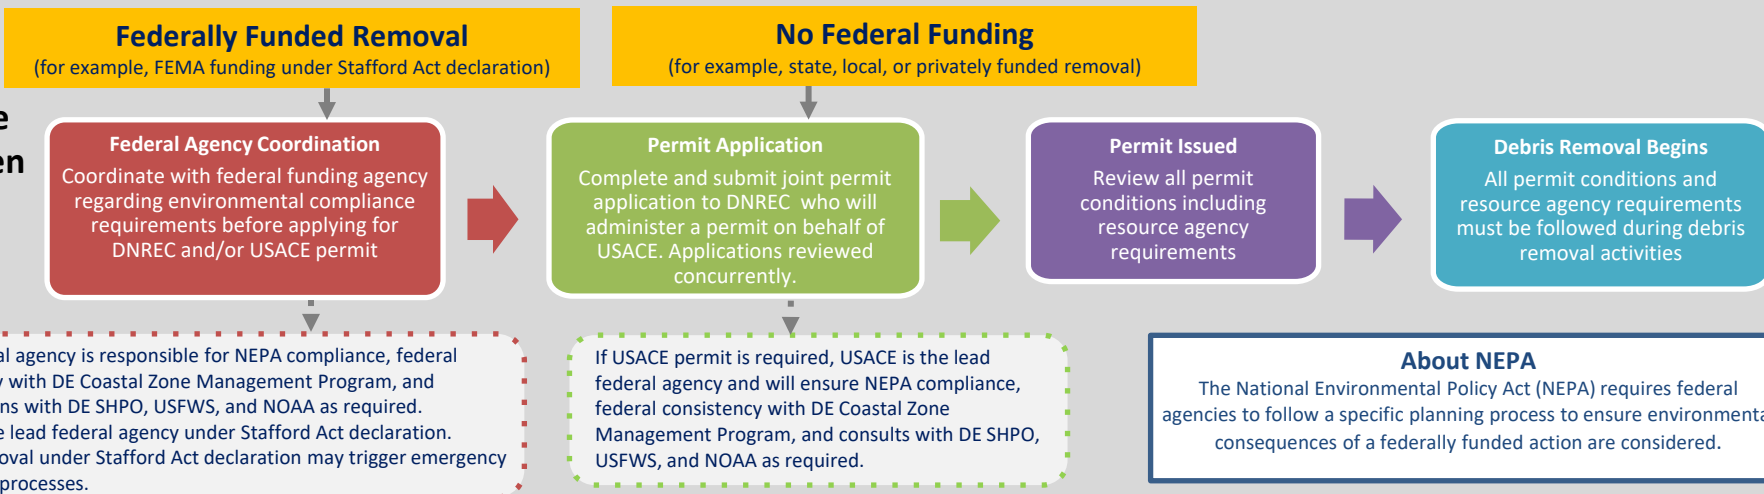 Federally Funded Removal
(for example, FEMA funding under Stafford Act declaration)
No Federal Funding
(for example, state, local, or privately funded removal)
Federal Agency Coordination
Coordinate with federal funding agency
regarding environmental compliance
requirements before applying for
DNREC and/or USACE permit
Permit Application
Complete and submit joint permit
application to DNREC who will
administer a permit on behalf of
USACE. Applications reviewed
concurrently.
Permit Issued
Review all permit
conditions including
resource agency
requirements
Debris Removal Begins
All permit conditions and
resource agency requirements
must be followed during debris
removal activities
agency is responsible for NEPA compliance, federal
with DE Coastal Zone Management Program, and
with DE SHPO, USFWS, and NOAA as required.
lead federal agency under Stafford Act declaration.
under Stafford Act declaration may trigger emergency
processes.
If USACE permit is required, USACE is the lead
federal agency and will ensure NEPA compliance,
federal consistency with DE Coastal Zone
Management Program, and consults with DE SHPO,
USFWS, and NOAA as required.
About NEPA
The National Environmental Policy Act (NEPA) requires federal
agencies to follow a specific planning process to ensure
consequences of a federally funded action are considered.